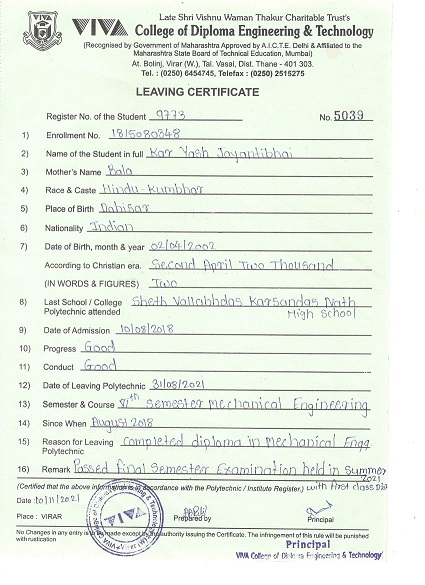 Late Shri Vishnu Waman Thakur Charitable Trust's
VIVA College of Diploma Engineering & Technology
(Recognised by Government of Maharashtra Approved by A.I.C.T.E. Delhi & Affiliated to the
Maharashtra State Board of Technical Education, Mumbai)
At. Bolinj, Virar (W.), Tal. Vasai, Dist. Thane - 401 303.
Tel. : (0250) 6454745, Telefax : (0250) 2515275
LEAVING CERTIFICATE
Register No. of the Student 9773 No. 5039
1) Enrollment No. 1815080348
2) Name of the Student in full Kar Yash Jayantibhai
3) Mother's Name Bala
4) Race & Caste Hindu-Kumbhar
5) Place of Birth Dahisar
6) Nationality Indian
7) Date of Birth, month & year 02/04/2002
According to Christian era. Second April Two Thousand
(IN WORDS & FIGURES) Two
8) Last School / College Sheth Vallabhdas Karsandas Nath
Polytechnic attended High School
9) Date of Admission 10/08/2018
10) Progress Good
11) Conduct Good
12) Date of Leaving Polytechnic 31/08/2021
13) Semester & Course VIth Semester Mechanical Engineering
14) Since When August 2018
15) Reason for Leaving Completed diploma in Mechanical Engg
Polytechnic
16) Remark Passed Final Semester Examination held in Summer
2021
(Certified that the above information is in accordance with the Polytechnic / Institute Register.) with First Class Dist
Date :10/11/2021
Place : VIRAR Prepared by Principal
No Changes in any entry is to be made except by authority issuing the Certificate. The infringement of this rule will be punished
with rustication
Principal
VIVA College of Diploma Engineering & Technology